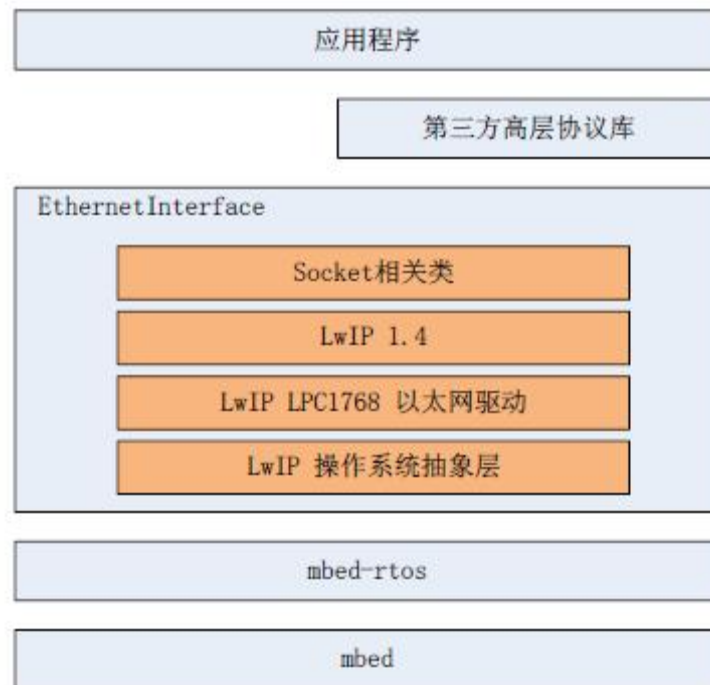 应用程序
第三方高层协议库
EthernetInterface
Socket相关类
LwIP 1.4
LwIP LPC1768 以太网驱动
LwIP 操作系统抽象层
mbed-rtos
mbed